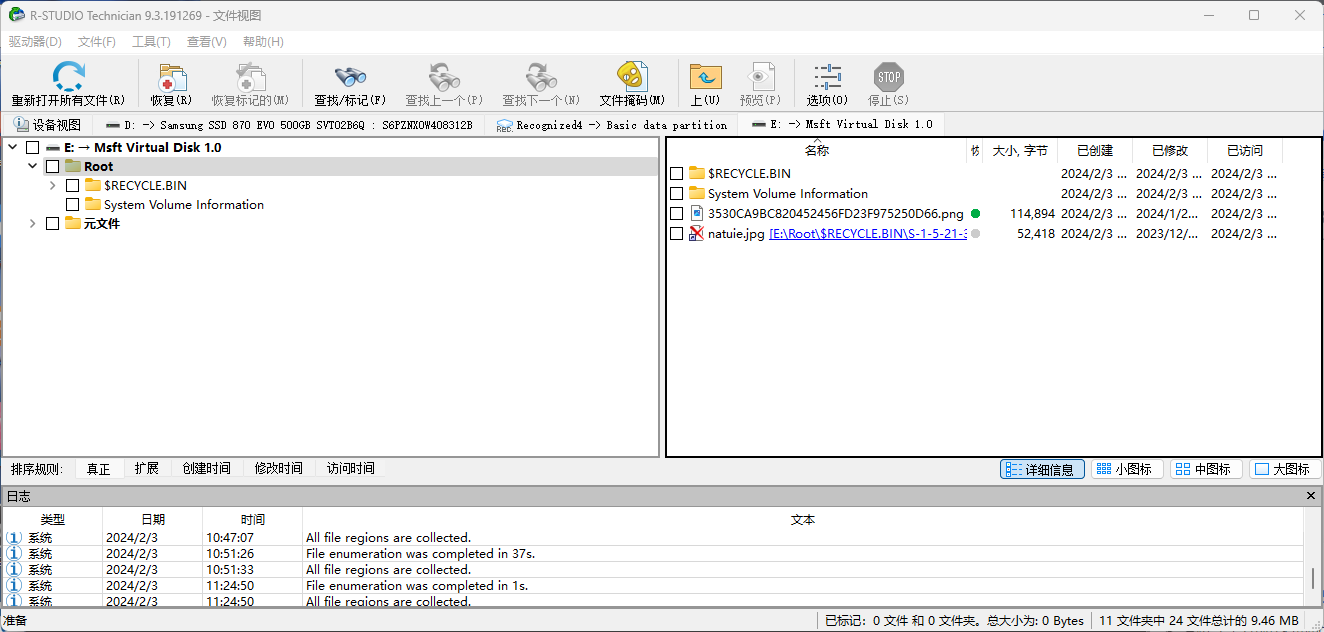 R-STUDIO Technician 9.3.191269 - 文件视图
驱动器(D) 文件(F) 工具(T) 查看(V) 帮助(H)
重新打开所有文件(R) 恢复(R) 恢复标记的(M) 查找/标记(F) 查找上一个(P) 查找下一个(N) 文件掩码(M) 上(U) 预览(P) 选项(O) STOP 停止(S)
设备视图 D: -> Samsung SSD 870 EVO 500GB SVT02B6Q : S6PZNX0W408312B REC Recognized4 -> Basic data partition E: -> Msft Virtual Disk 1.0
E: → Msft Virtual Disk 1.0
Root
$RECYCLE.BIN
System Volume Information
元文件
名称 大小, 字节 已创建 已修改 已访问
$RECYCLE.BIN 2024/2/3 ... 2024/2/3 ... 2024/2/3 ...
System Volume Information 2024/2/3 ... 2024/2/3 ... 2024/2/3 ...
3530CA9BC820452456FD23F975250D66.png 114,894 2024/2/3 ... 2024/1/2... 2024/2/3 ...
natuie.jpg [E:\Root\$RECYCLE.BIN\S-1-5-21-3 52,418 2024/2/3 ... 2023/12/... 2024/2/3 ...
排序规则: 真正 扩展 创建时间 修改时间 访问时间 详细信息 小图标 中图标 大图标
日志
类型 日期 时间 文本
系统 2024/2/3 10:47:07 All file regions are collected.
系统 2024/2/3 10:51:26 File enumeration was completed in 37s.
系统 2024/2/3 10:51:33 All file regions are collected.
系统 2024/2/3 11:24:50 File enumeration was completed in 1s.
系统 2024/2/3 11:24:50 All file regions are collected.
准备 已标记: 0 文件 和 0 文件夹。总大小为: 0 Bytes 11 文件夹中 24 文件总计的 9.46 MB